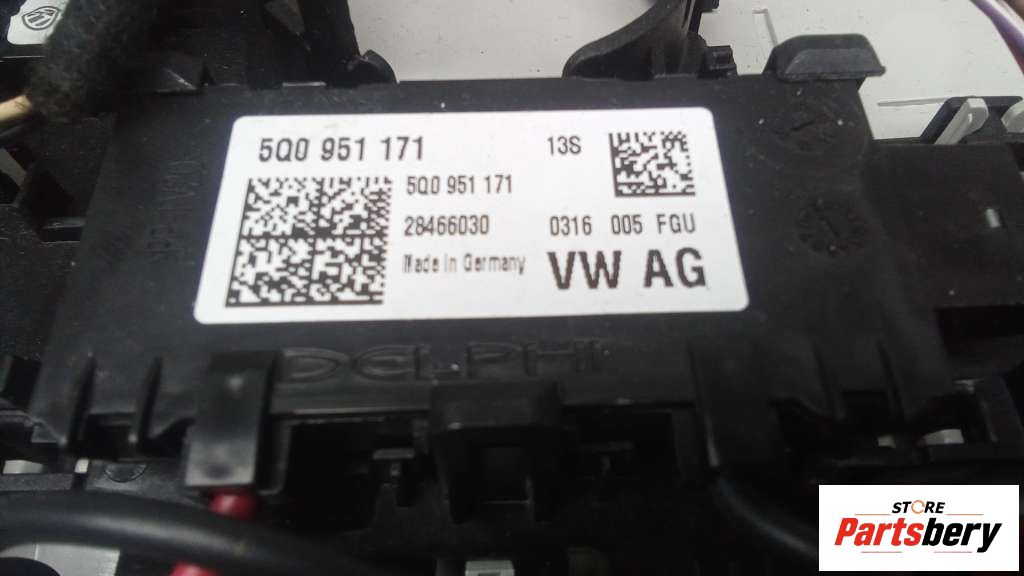 5Q0 951 171 13S
5Q0 951 171
28466030 0316 005 FGU
Made In Germany VW AG
DELPHI
STORE
Partsbery